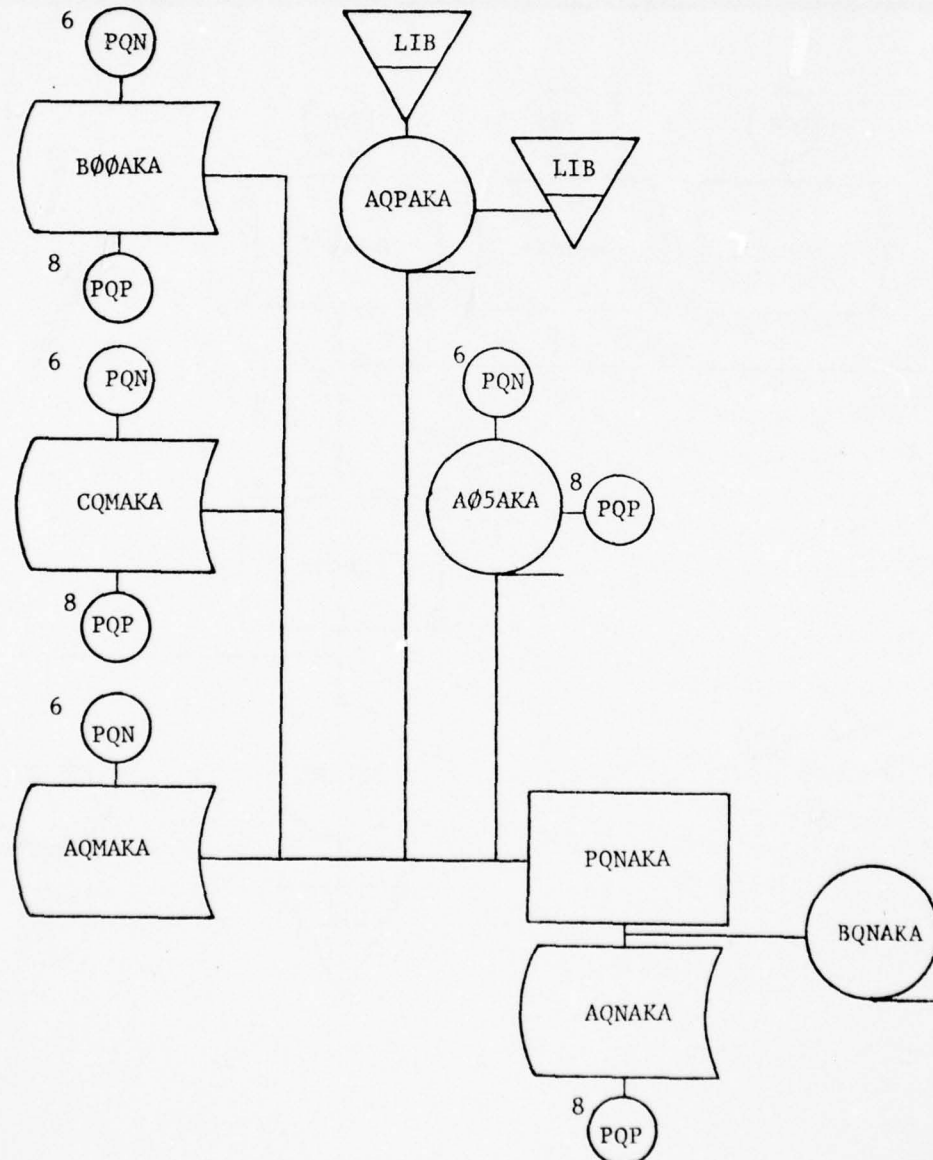 6
PQN
BØØAKA
8
PQP
6
PQN
CQMAKA
8
PQP
6
PQN
AQMAKA
LIB
AQPAKA
LIB
6
PQN
AØ5AKA
8
PQP
PQNAKA
BQNAKA
AQNAKA
8
PQP